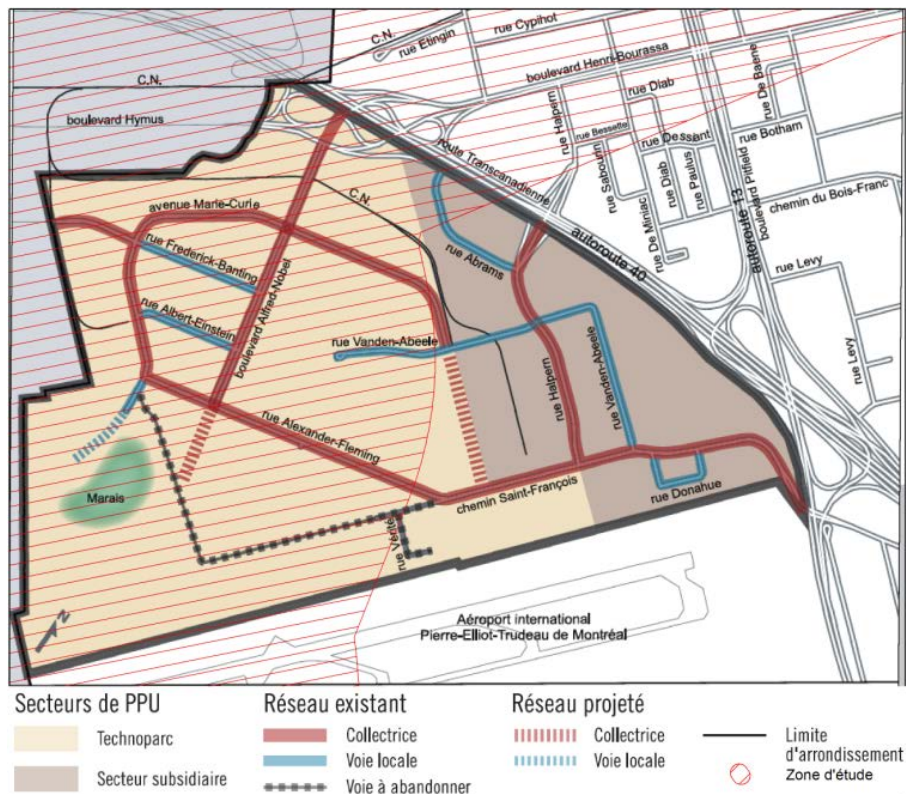 rue Cypihot
C.N.
rue Etingin
boulevard Henri-Bourassa
C.N.
boulevard Hymus
rue Halpern
rue Diab
rue De Baene
rue Bessette
rue Dessant
rue Botham
rue Sabourin
rue De Miniac
rue Diab
rue Paulus
autoroute 13
boulevard Pitfield
chemin du Bois-Franc
route Transcanadienne
autoroute 40
C.N.
avenue Marie-Curie
rue Frederick-Banting
rue Abrams
rue Levy
rue Albert-Einstein
boulevard Alfred-Nobel
rue Vanden-Abeele
rue Halpern
rue Vanden-Abeele
rue Levy
rue Alexander-Fleming
Marais
chemin Saint-François
rue Donahue
rue Vérité
N
Aéroport international
Pierre-Elliot-Trudeau de Montréal
Secteurs de PPU
Technoparc
Secteur subsidiaire
Réseau existant
Collectrice
Voie locale
Voie à abandonner
Réseau projeté
Collectrice
Voie locale
Limite
d'arrondissement
Zone d'étude